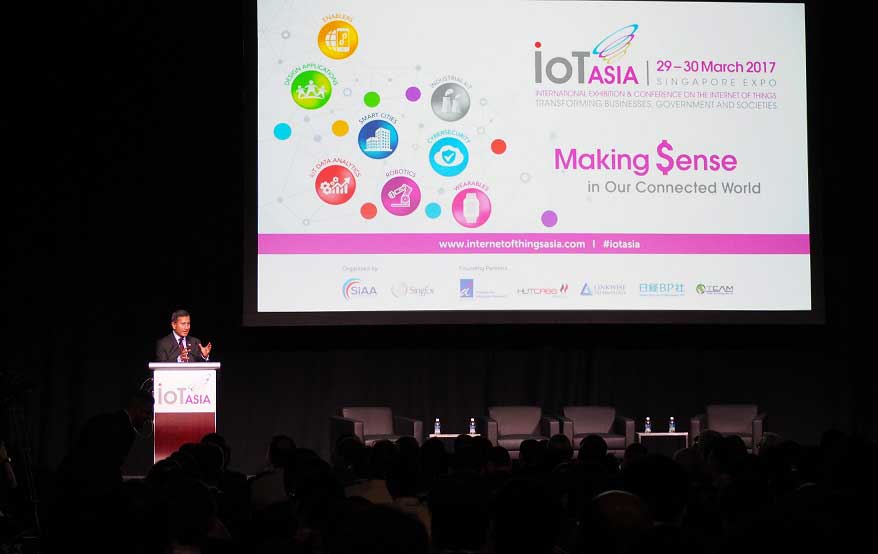 ENABLERS
DESIGN APPLICATIONS
INDUSTRIAL IoT
SMART CITIES
CYBERSECURITY
IoT DATA ANALYTICS
ROBOTICS
WEARABLES
IoT ASIA
29 – 30 March 2017
SINGAPORE EXPO
INTERNATIONAL EXHIBITION & CONFERENCE ON THE INTERNET OF THINGS
TRANSFORMING BUSINESSES, GOVERNMENT AND SOCIETIES
Making $ense
in Our Connected World
www.internetofthingsasia.com | #iotasia
Organised by
Founding Partners
SIAA
Singex
HUTCABB
LINKWISE
日経BP社
TEAM
IoT ASIA